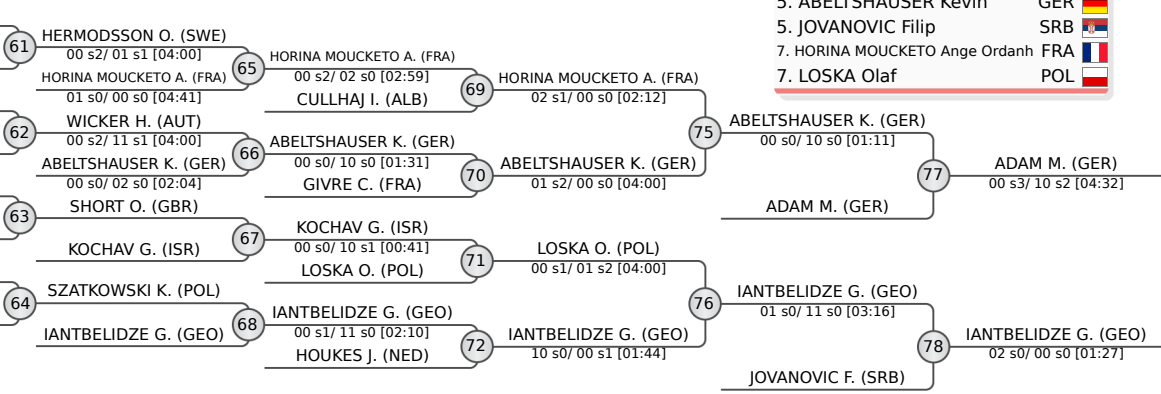 5. ABELTSHAUSER Kevin GER
5. JOVANOVIC Filip SRB
7. HORINA MOUCKETO Ange Ordanh FRA
7. LOSKA Olaf POL
61
HERMODSSON O. (SWE)
00 s2/ 01 s1 [04:00]
HORINA MOUCKETO A. (FRA)
01 s0/ 00 s0 [04:41]
62
WICKER H. (AUT)
00 s2/ 11 s1 [04:00]
ABELTSHAUSER K. (GER)
00 s0/ 02 s0 [02:04]
63
SHORT O. (GBR)
KOCHAV G. (ISR)
64
SZATKOWSKI K. (POL)
IANTBELIDZE G. (GEO)
65
HORINA MOUCKETO A. (FRA)
00 s2/ 02 s0 [02:59]
CULLHAJ I. (ALB)
66
ABELTSHAUSER K. (GER)
00 s0/ 10 s0 [01:31]
GIVRE C. (FRA)
67
KOCHAV G. (ISR)
00 s0/ 10 s1 [00:41]
LOSKA O. (POL)
68
IANTBELIDZE G. (GEO)
00 s1/ 11 s0 [02:10]
HOUKES J. (NED)
69
HORINA MOUCKETO A. (FRA)
02 s1/ 00 s0 [02:12]
70
ABELTSHAUSER K. (GER)
01 s2/ 00 s0 [04:00]
71
LOSKA O. (POL)
00 s1/ 01 s2 [04:00]
72
IANTBELIDZE G. (GEO)
10 s0/ 00 s1 [01:44]
75
ABELTSHAUSER K. (GER)
00 s0/ 10 s0 [01:11]
ADAM M. (GER)
76
IANTBELIDZE G. (GEO)
01 s0/ 11 s0 [03:16]
JOVANOVIC F. (SRB)
77
ADAM M. (GER)
00 s3/ 10 s2 [04:32]
78
IANTBELIDZE G. (GEO)
02 s0/ 00 s0 [01:27]